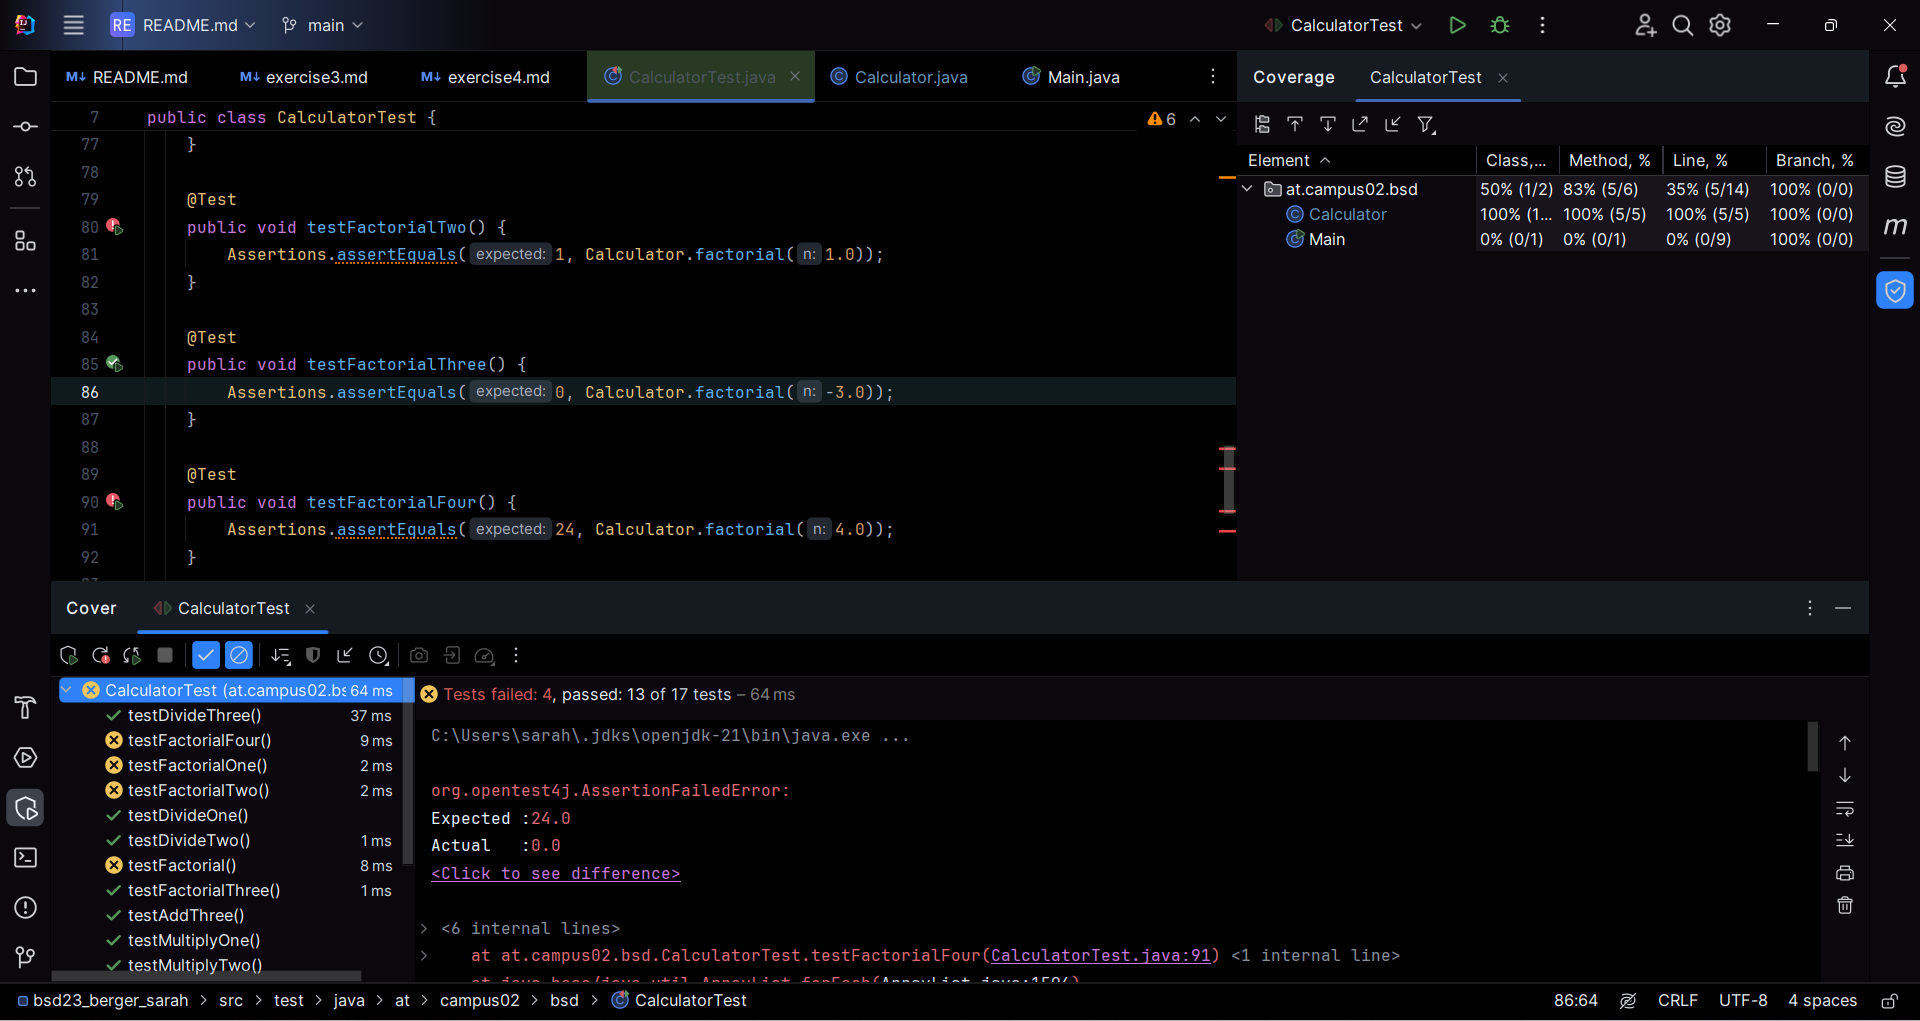 RE README.md main CalculatorTest
README.md exercise3.md exercise4.md CalculatorTest.java Calculator.java Main.java
7 public class CalculatorTest { 6
77 }
78
79 @Test
80 public void testFactorialTwo() {
81 Assertions.assertEquals( expected: 1, Calculator.factorial( n: 1.0));
82 }
83
84 @Test
85 public void testFactorialThree() {
86 Assertions.assertEquals( expected: 0, Calculator.factorial( n: -3.0));
87 }
88
89 @Test
90 public void testFactorialFour() {
91 Assertions.assertEquals( expected: 24, Calculator.factorial( n: 4.0));
92 }
Coverage CalculatorTest
Element Class,... Method, % Line, % Branch, %
at.campus02.bsd 50% (1/2) 83% (5/6) 35% (5/14) 100% (0/0)
Calculator 100% (1... 100% (5/5) 100% (5/5) 100% (0/0)
Main 0% (0/1) 0% (0/1) 0% (0/9) 100% (0/0)
m
Cover CalculatorTest
CalculatorTest (at.campus02.bs 64 ms
testDivideThree() 37 ms
testFactorialFour() 9 ms
testFactorialOne() 2 ms
testFactorialTwo() 2 ms
testDivideOne()
testDivideTwo() 1 ms
testFactorial() 8 ms
testFactorialThree() 1 ms
testAddThree()
testMultiplyOne()
testMultiplyTwo()
Tests failed: 4, passed: 13 of 17 tests – 64 ms
C:\Users\sarah\.jdks\openjdk-21\bin\java.exe ...
org.opentest4j.AssertionFailedError:
Expected :24.0
Actual :0.0
<Click to see difference>
<6 internal lines>
at at.campus02.bsd.CalculatorTest.testFactorialFour(CalculatorTest.java:91) <1 internal line>
at java.base/java.util.ArrayList.forEach(ArrayList.java:1596)
bsd23_berger_sarah > src > test > java > at > campus02 > bsd > CalculatorTest 86:64 CRLF UTF-8 4 spaces